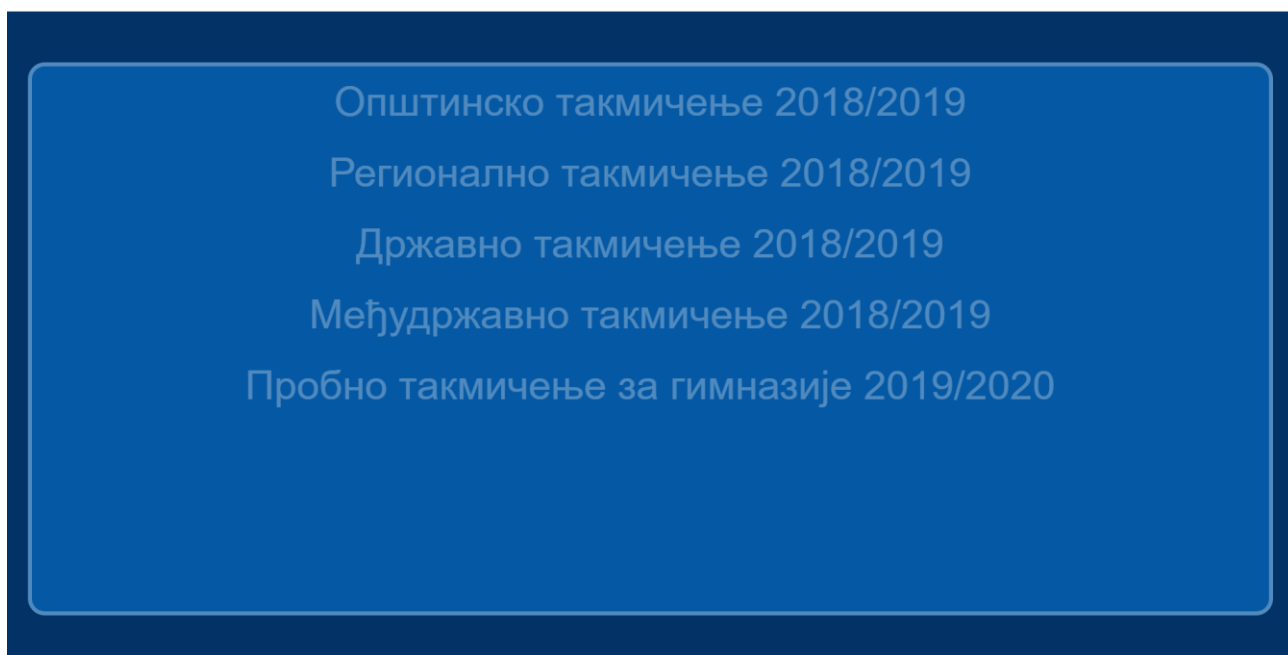 Општинско такмичење 2018/2019
Регионално такмичење 2018/2019
Државно такмичење 2018/2019
Међудржавно такмичење 2018/2019
Пробно такмичење за гимназије 2019/2020